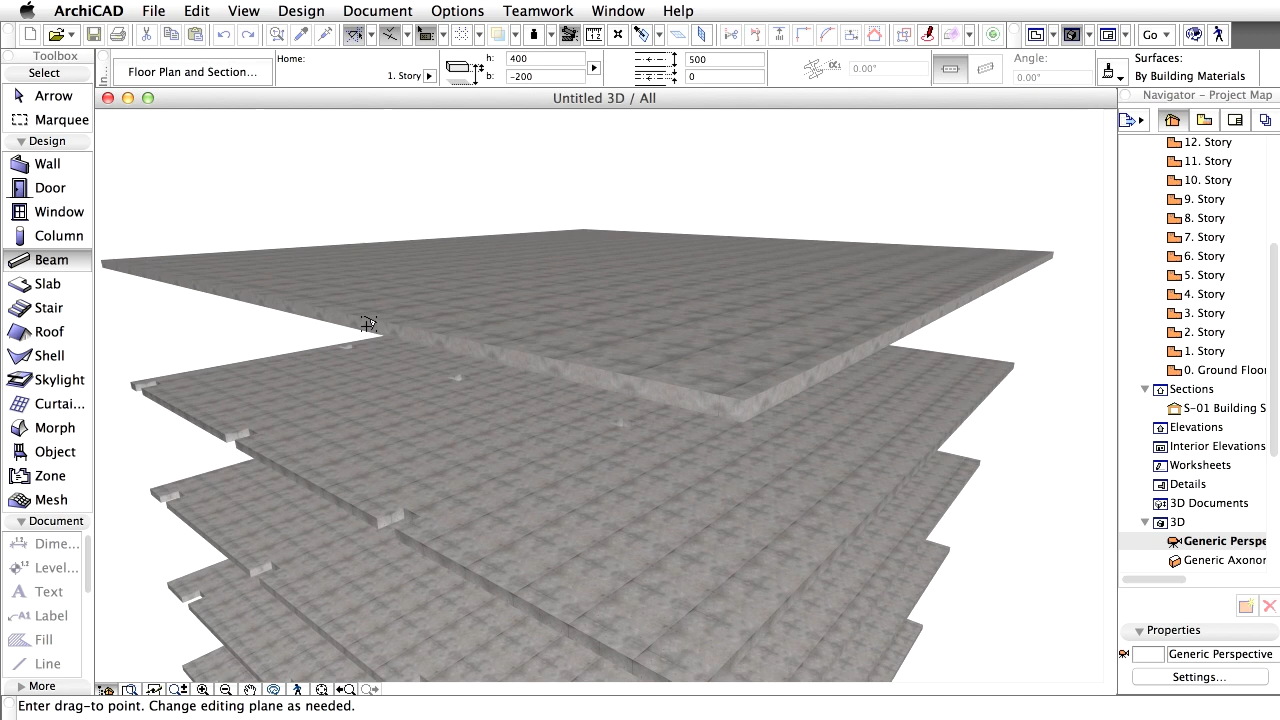 ArchiCAD File Edit View Design Document Options Teamwork Window Help
Go
Toolbox
Select
Arrow
Marquee
Design
Wall
Door
Window
Column
Beam
Slab
Stair
Roof
Shell
Skylight
Curtai...
Morph
Object
Zone
Mesh
Document
Dime...
Level...
Text
Label
Fill
Line
More
Floor Plan and Section...
Home:
1. Story
h: 400
b: -200
500
0
0.00°
Angle:
0.00°
Surfaces:
By Building Materials
Untitled 3D / All
Navigator - Project Map
12. Story
11. Story
10. Story
9. Story
8. Story
7. Story
6. Story
5. Story
4. Story
3. Story
2. Story
1. Story
0. Ground Floor
Sections
S-01 Building S
Elevations
Interior Elevations
Worksheets
Details
3D Documents
3D
Generic Perspe
Generic Axonor
Properties
Generic Perspective
Settings...
Enter drag-to point. Change editing plane as needed.